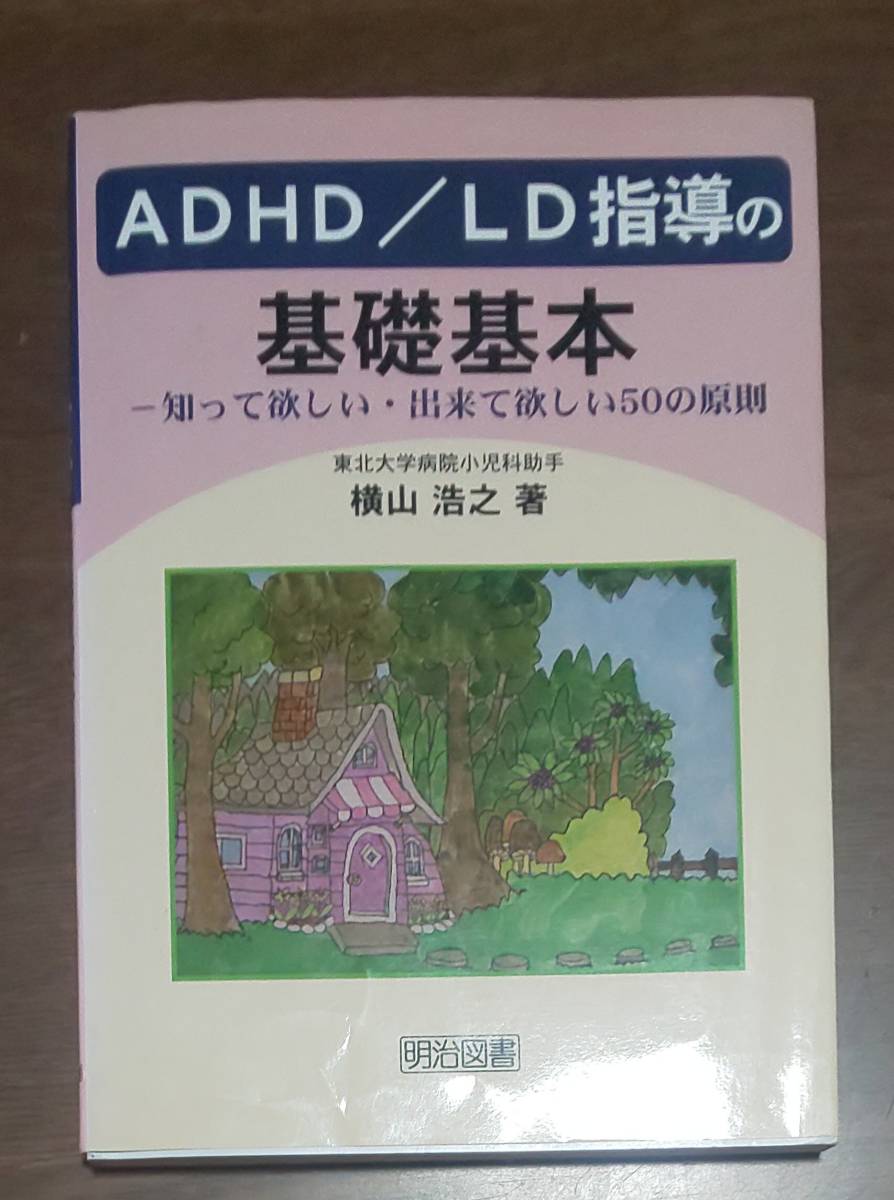 ADHD／LD指導の
基礎基本
－知って欲しい・出来て欲しい50の原則
東北大学病院小児科助手
横山 浩之 著
明治図書